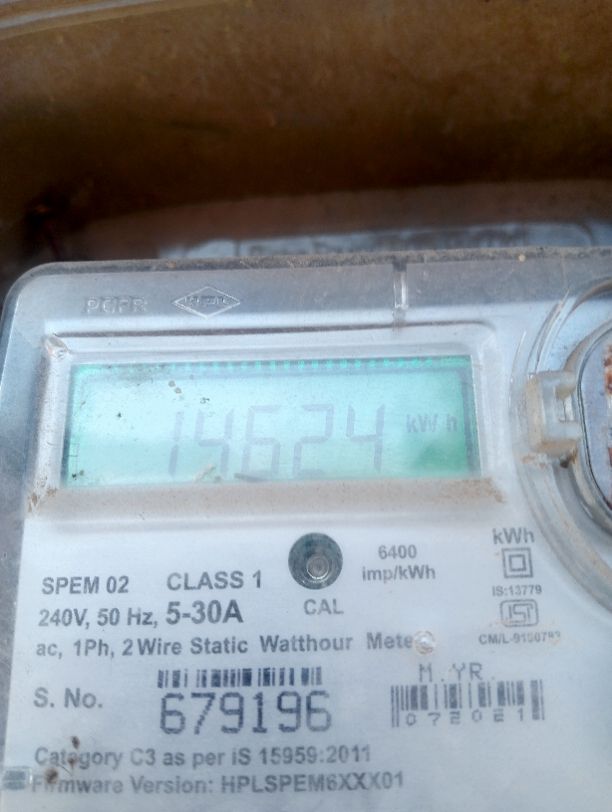 PCPR
14624 kWh
6400
imp/kWh
kWh
SPEM 02 CLASS 1
IS:13779
240V, 50 Hz, 5-30A
CAL
ac, 1Ph, 2 Wire Static Watthour Meter
M.YR.
S. No.
679196
072021
Category C3 as per iS 15959:2011
Firmware Version: HPLSPEM6XXX01